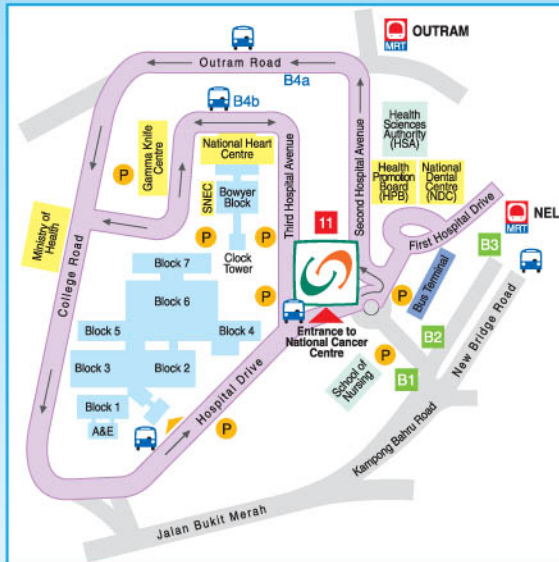 OUTRAM
MRT
Outram Road
B4a
B4b
Health
Sciences
Authority
(HSA)
National Heart
Centre
Gamma Knife
Centre
P
SNEC
Bowyer
Block
Third Hospital Avenue
Second Hospital Avenue
Health
Promotion
Board
(HPB)
National
Dental
Centre
(NDC)
Ministry of
Health
College Road
P
P
Clock
Tower
11
First Hospital Drive
NEL
MRT
B3
Block 7
Block 6
P
P
Bus Terminal
New Bridge Road
Block 5
Block 4
Entrance to
National Cancer
Centre
B2
Block 3
Block 2
P
School of
Nursing
B1
Block 1
A&E
Hospital Drive
P
Kampong Bahru Road
Jalan Bukit Merah